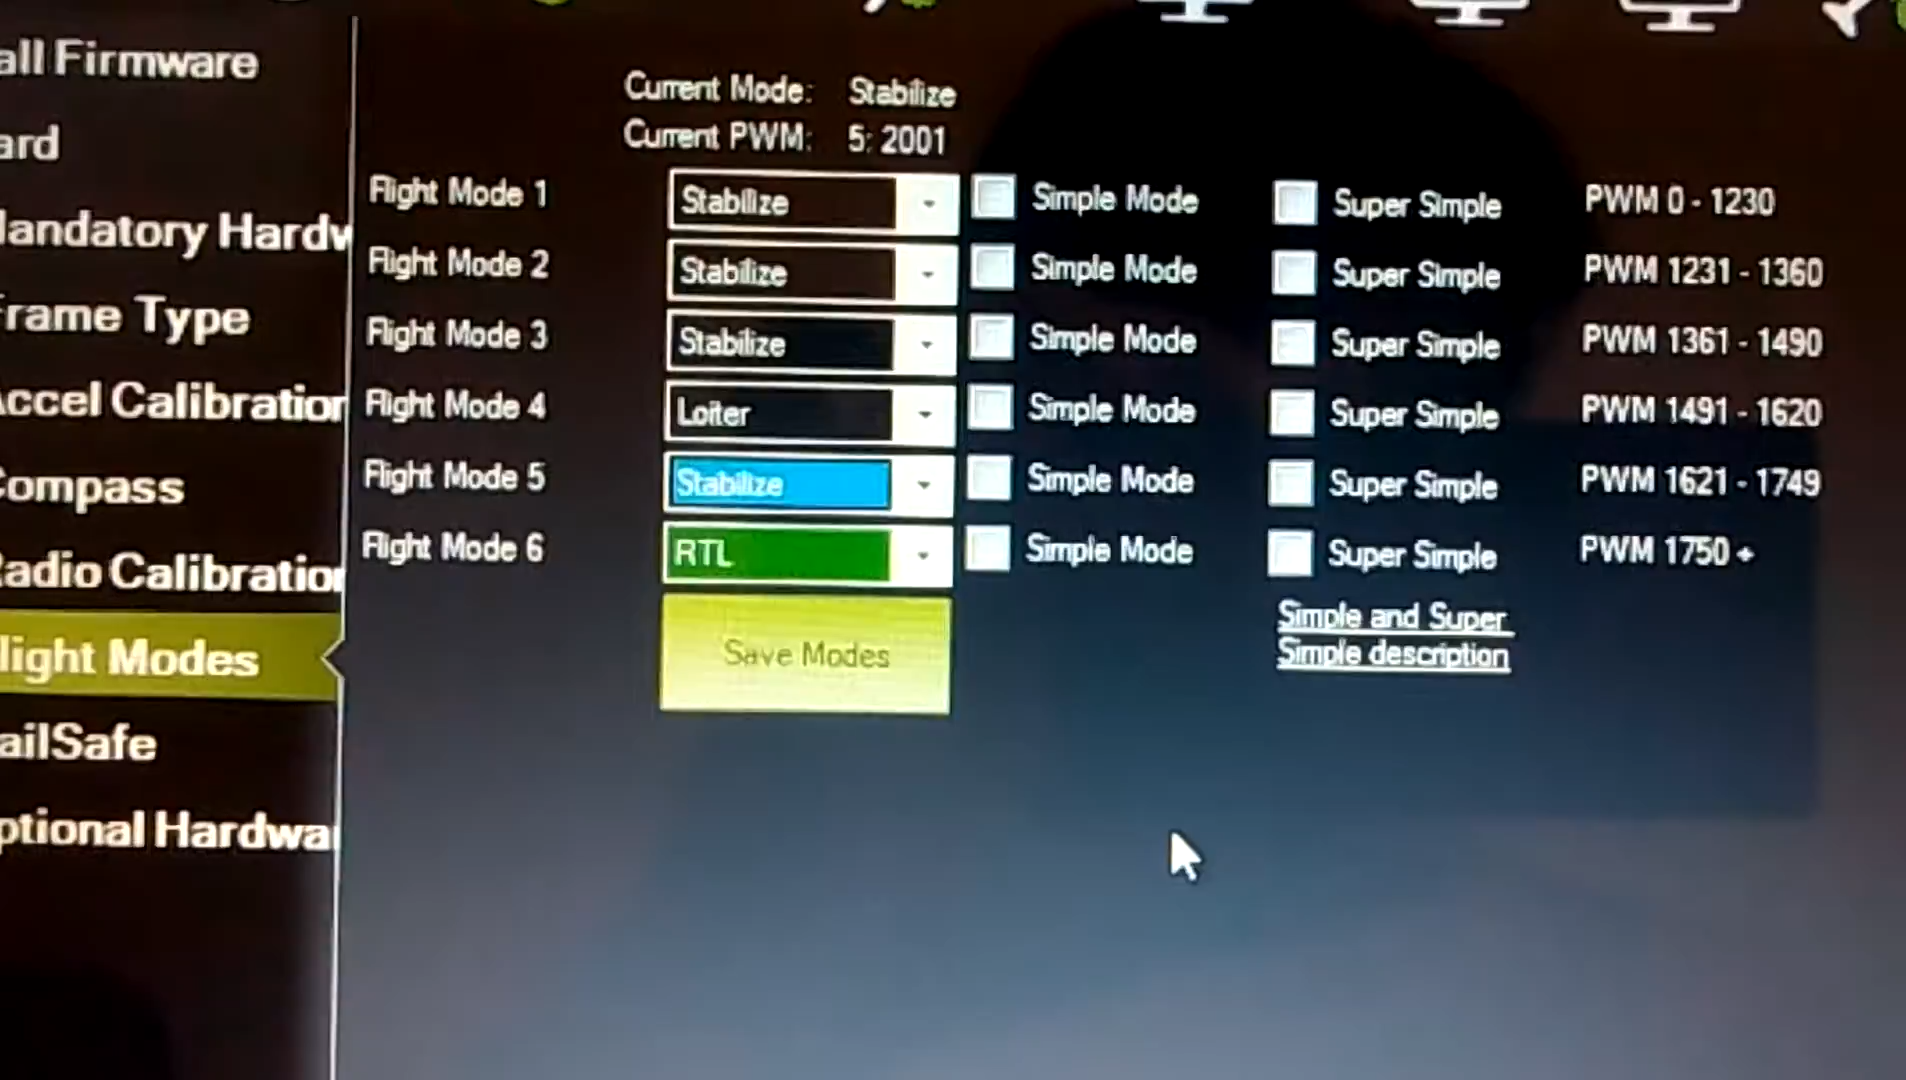 all Firmware
ard
Mandatory Hardw
Frame Type
Accel Calibration
Compass
Radio Calibration
light Modes
ailSafe
ptional Hardwa
Current Mode: Stabilize
Current PWM: 5: 2001
Flight Mode 1 Stabilize Simple Mode Super Simple PWM 0 - 1230
Flight Mode 2 Stabilize Simple Mode Super Simple PWM 1231 - 1360
Flight Mode 3 Stabilize Simple Mode Super Simple PWM 1361 - 1490
Flight Mode 4 Loiter Simple Mode Super Simple PWM 1491 - 1620
Flight Mode 5 Stabilize Simple Mode Super Simple PWM 1621 - 1749
Flight Mode 6 RTL Simple Mode Super Simple PWM 1750 +
Save Modes
Simple and Super
Simple description